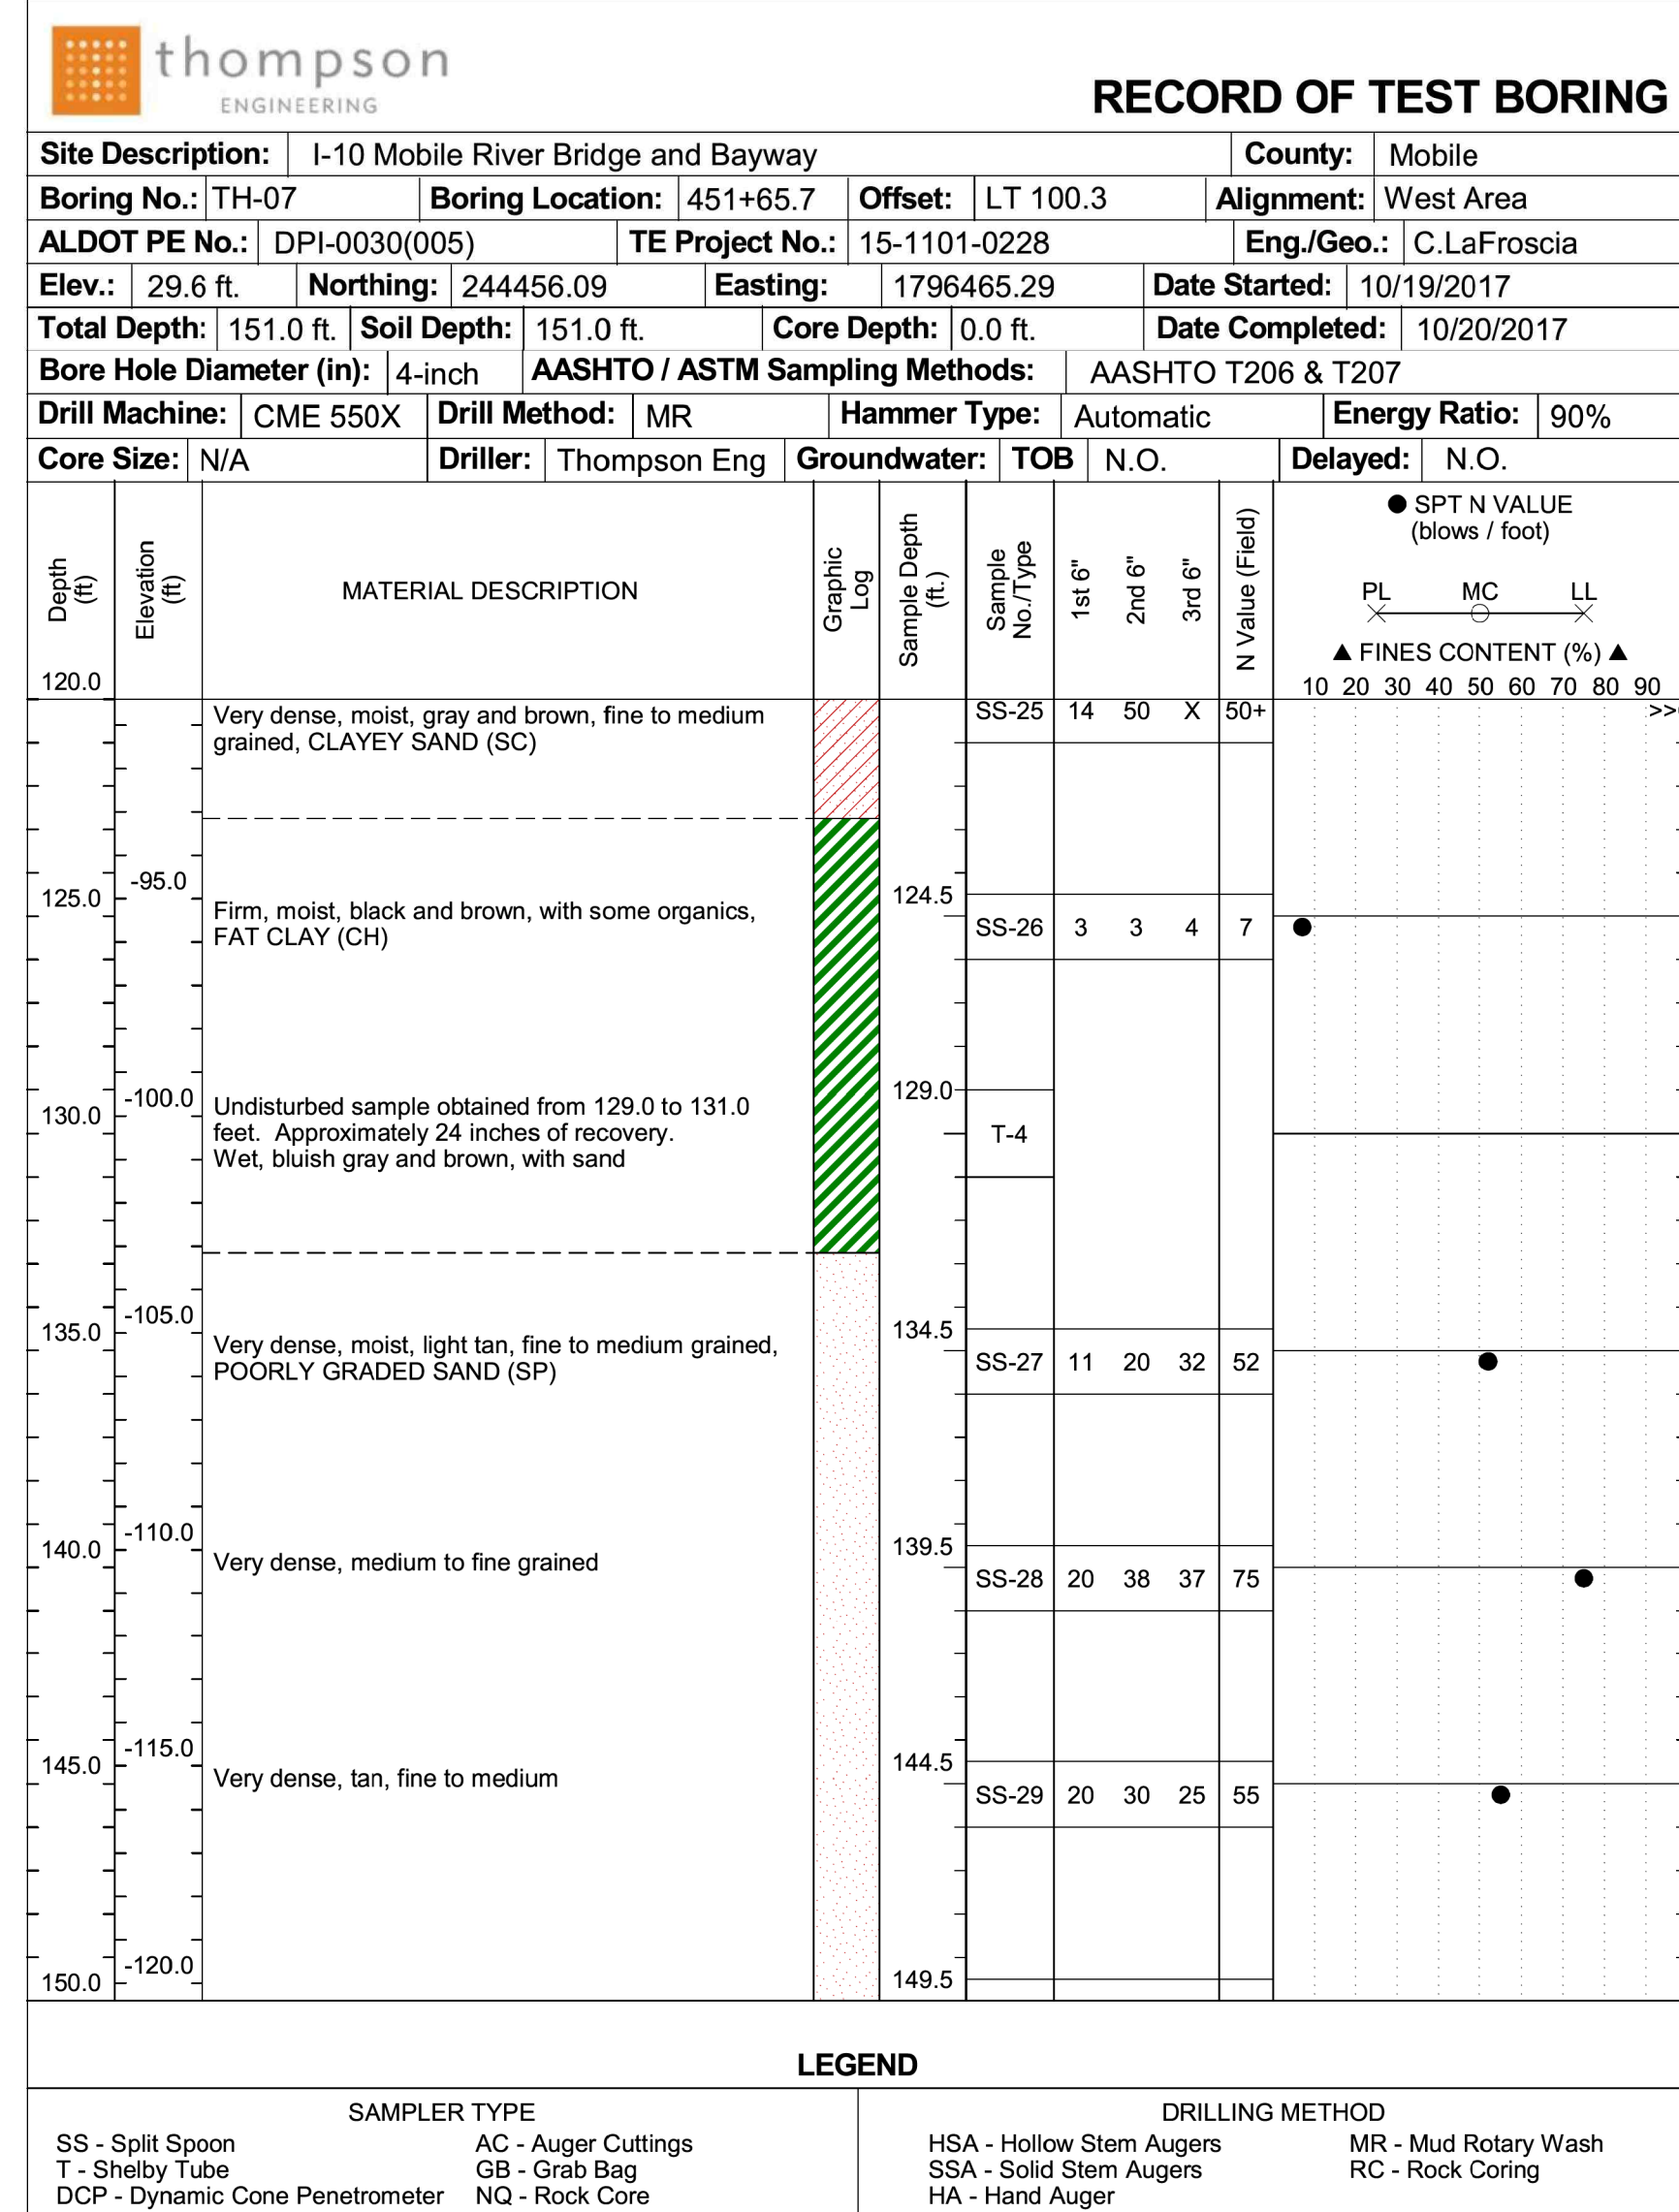 thompson
ENGINEERING
RECORD OF TEST BORING
Site Description: I-10 Mobile River Bridge and Bayway County: Mobile
Boring No.: TH-07 Boring Location: 451+65.7 Offset: LT 100.3 Alignment: West Area
ALDOT PE No.: DPI-0030(005) TE Project No.: 15-1101-0228 Eng./Geo.: C.LaFroscia
Elev.: 29.6 ft. Northing: 244456.09 Easting: 1796465.29 Date Started: 10/19/2017
Total Depth: 151.0 ft. Soil Depth: 151.0 ft. Core Depth: 0.0 ft. Date Completed: 10/20/2017
Bore Hole Diameter (in): 4-inch AASHTO / ASTM Sampling Methods: AASHTO T206 & T207
Drill Machine: CME 550X Drill Method: MR Hammer Type: Automatic Energy Ratio: 90%
Core Size: N/A Driller: Thompson Eng Groundwater: TOB N.O. Delayed: N.O.
Depth (ft) Elevation (ft) MATERIAL DESCRIPTION Graphic Log Sample Depth (ft.) Sample No./Type 1st 6" 2nd 6" 3rd 6" N Value (Field)
● SPT N VALUE
(blows / foot)
PL MC LL
▲ FINES CONTENT (%) ▲
120.0 10 20 30 40 50 60 70 80 90
Very dense, moist, gray and brown, fine to medium SS-25 14 50 X 50+ >>
grained, CLAYEY SAND (SC)
-95.0
125.0 124.5
Firm, moist, black and brown, with some organics,
FAT CLAY (CH) SS-26 3 3 4 7
-100.0 129.0
130.0 Undisturbed sample obtained from 129.0 to 131.0
feet. Approximately 24 inches of recovery. T-4
Wet, bluish gray and brown, with sand
-105.0
135.0 134.5
Very dense, moist, light tan, fine to medium grained,
POORLY GRADED SAND (SP) SS-27 11 20 32 52
-110.0
140.0 139.5
Very dense, medium to fine grained SS-28 20 38 37 75
-115.0
145.0 144.5
Very dense, tan, fine to medium SS-29 20 30 25 55
-120.0
150.0 149.5
LEGEND
SAMPLER TYPE DRILLING METHOD
SS - Split Spoon AC - Auger Cuttings HSA - Hollow Stem Augers MR - Mud Rotary Wash
T - Shelby Tube GB - Grab Bag SSA - Solid Stem Augers RC - Rock Coring
DCP - Dynamic Cone Penetrometer NQ - Rock Core HA - Hand Auger